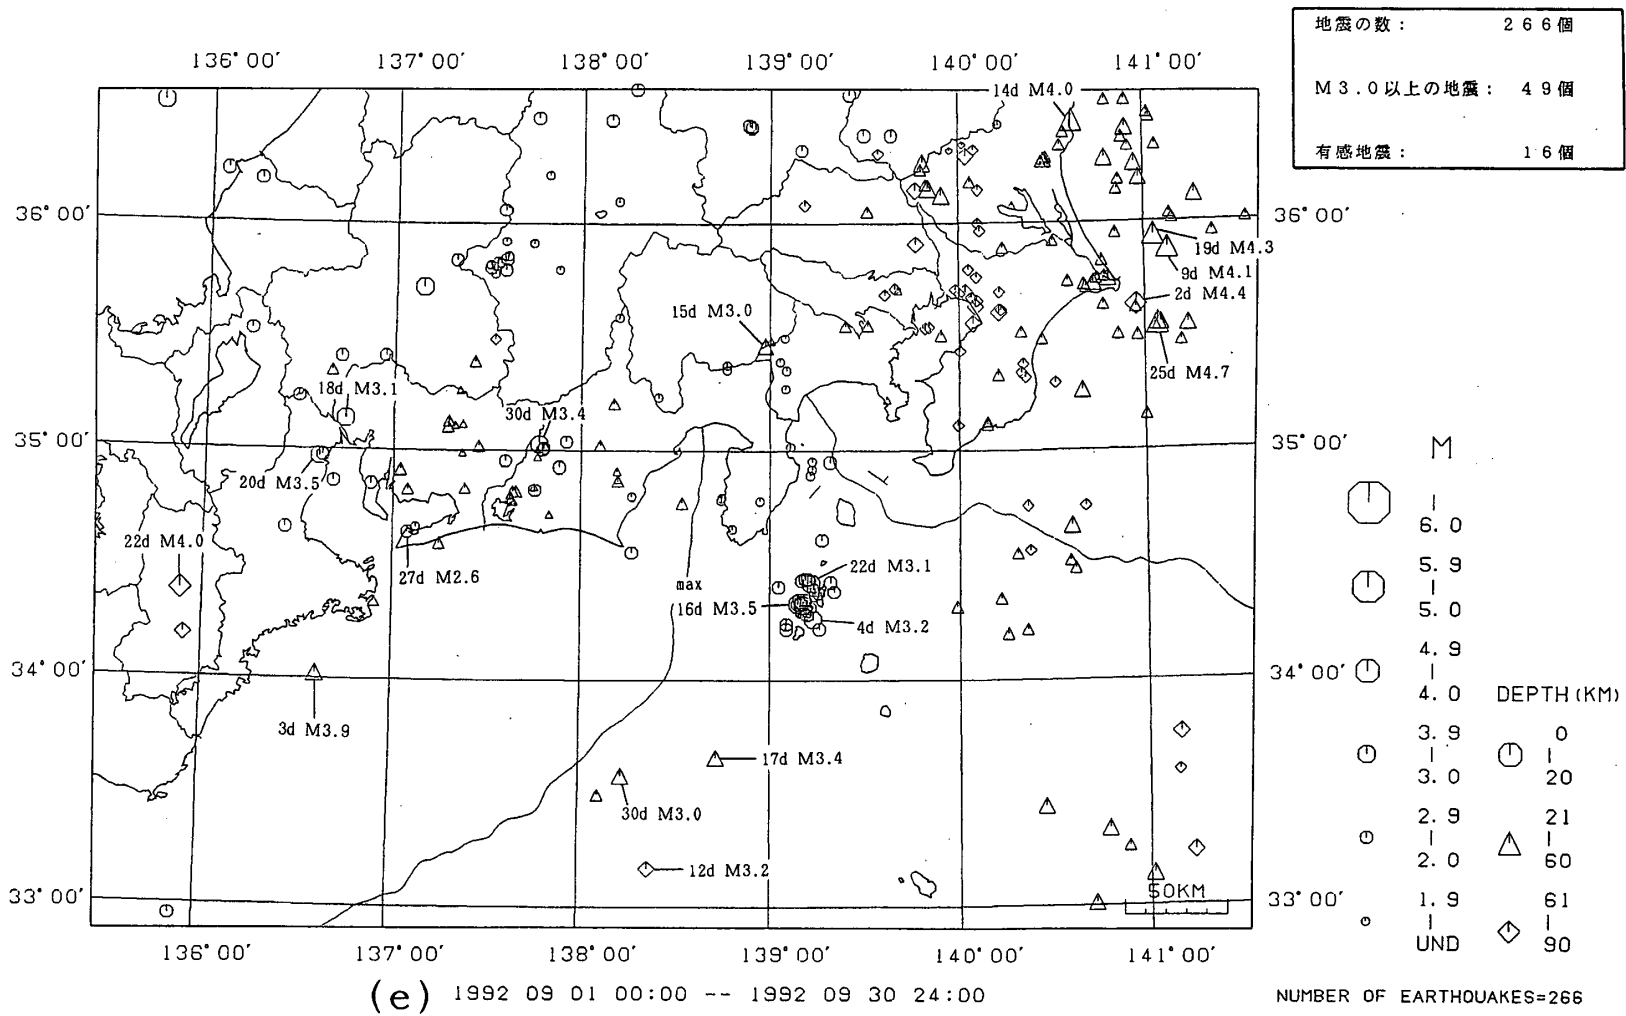 地震の数： 266個
M3.0以上の地震： 49個
有感地震： 16個
136°00′ 137°00′ 138°00′ 139°00′ 140°00′ 141°00′
14d M4.0
36°00′ 36°00′
19d M4.3
9d M4.1
2d M4.4
15d M3.0
25d M4.7
18d M3.1
30d M3.4
35°00′ 35°00′
20d M3.5
22d M4.0
27d M2.6
22d M3.1
max
16d M3.5
4d M3.2
34°00′ 34°00′
3d M3.9
17d M3.4
30d M3.0
12d M3.2
50KM
33°00′ 33°00′
136°00′ 137°00′ 138°00′ 139°00′ 140°00′ 141°00′
M
|
6.0
5.9
|
5.0
4.9
|
4.0
3.9
|
3.0
2.9
|
2.0
1.9
|
UND
DEPTH(KM)
0
|
20
21
|
60
61
|
90
(e) 1992 09 01 00:00 -- 1992 09 30 24:00
NUMBER OF EARTHOUAKES=266